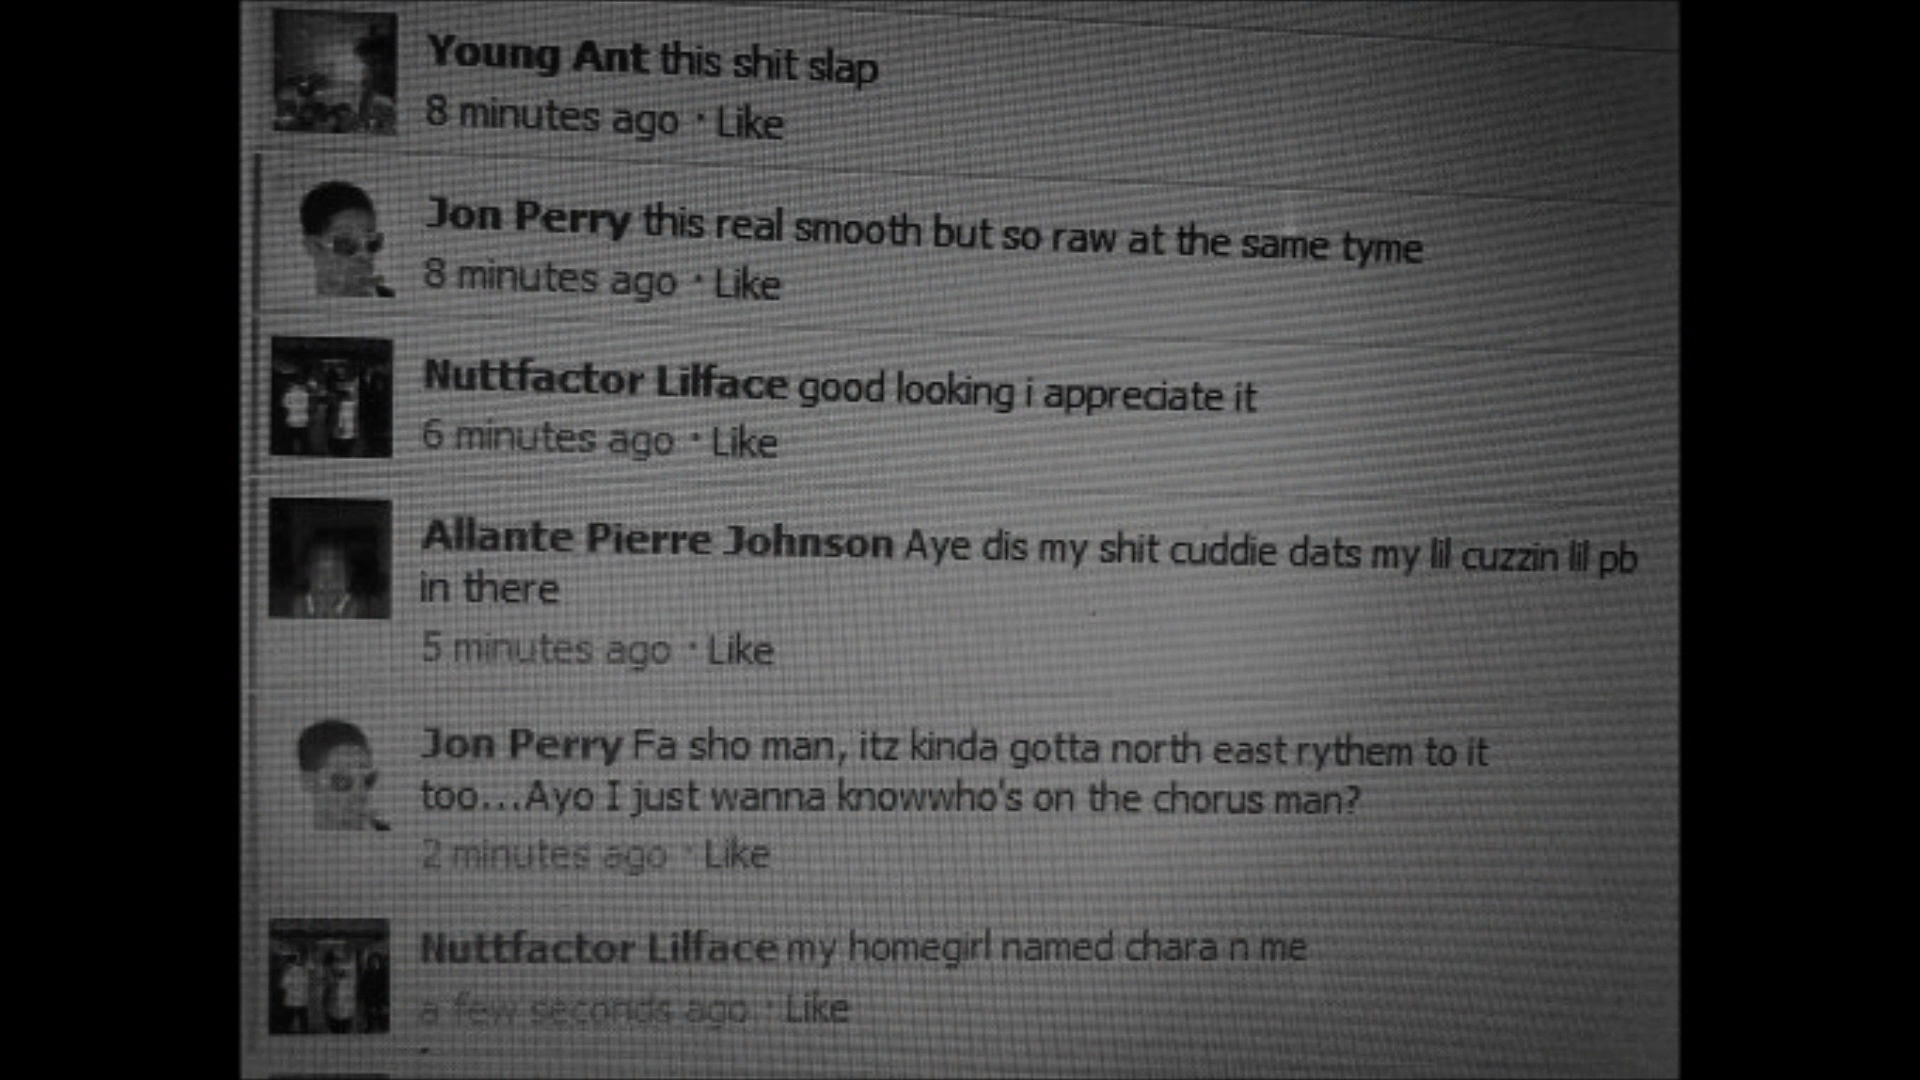 Young Ant this shit slap
8 minutes ago · Like
Jon Perry this real smooth but so raw at the same tyme
8 minutes ago · Like
Nuttfactor Lilface good looking i appreciate it
6 minutes ago · Like
Allante Pierre Johnson Aye dis my shit cuddie dats my lil cuzzin lil pb
in there
5 minutes ago · Like
Jon Perry Fa sho man, itz kinda gotta north east rythem to it
too...Ayo I just wanna knowwho's on the chorus man?
2 minutes ago · Like
Nuttfactor Lilface my homegirl named chara n me
a few seconds ago · Like